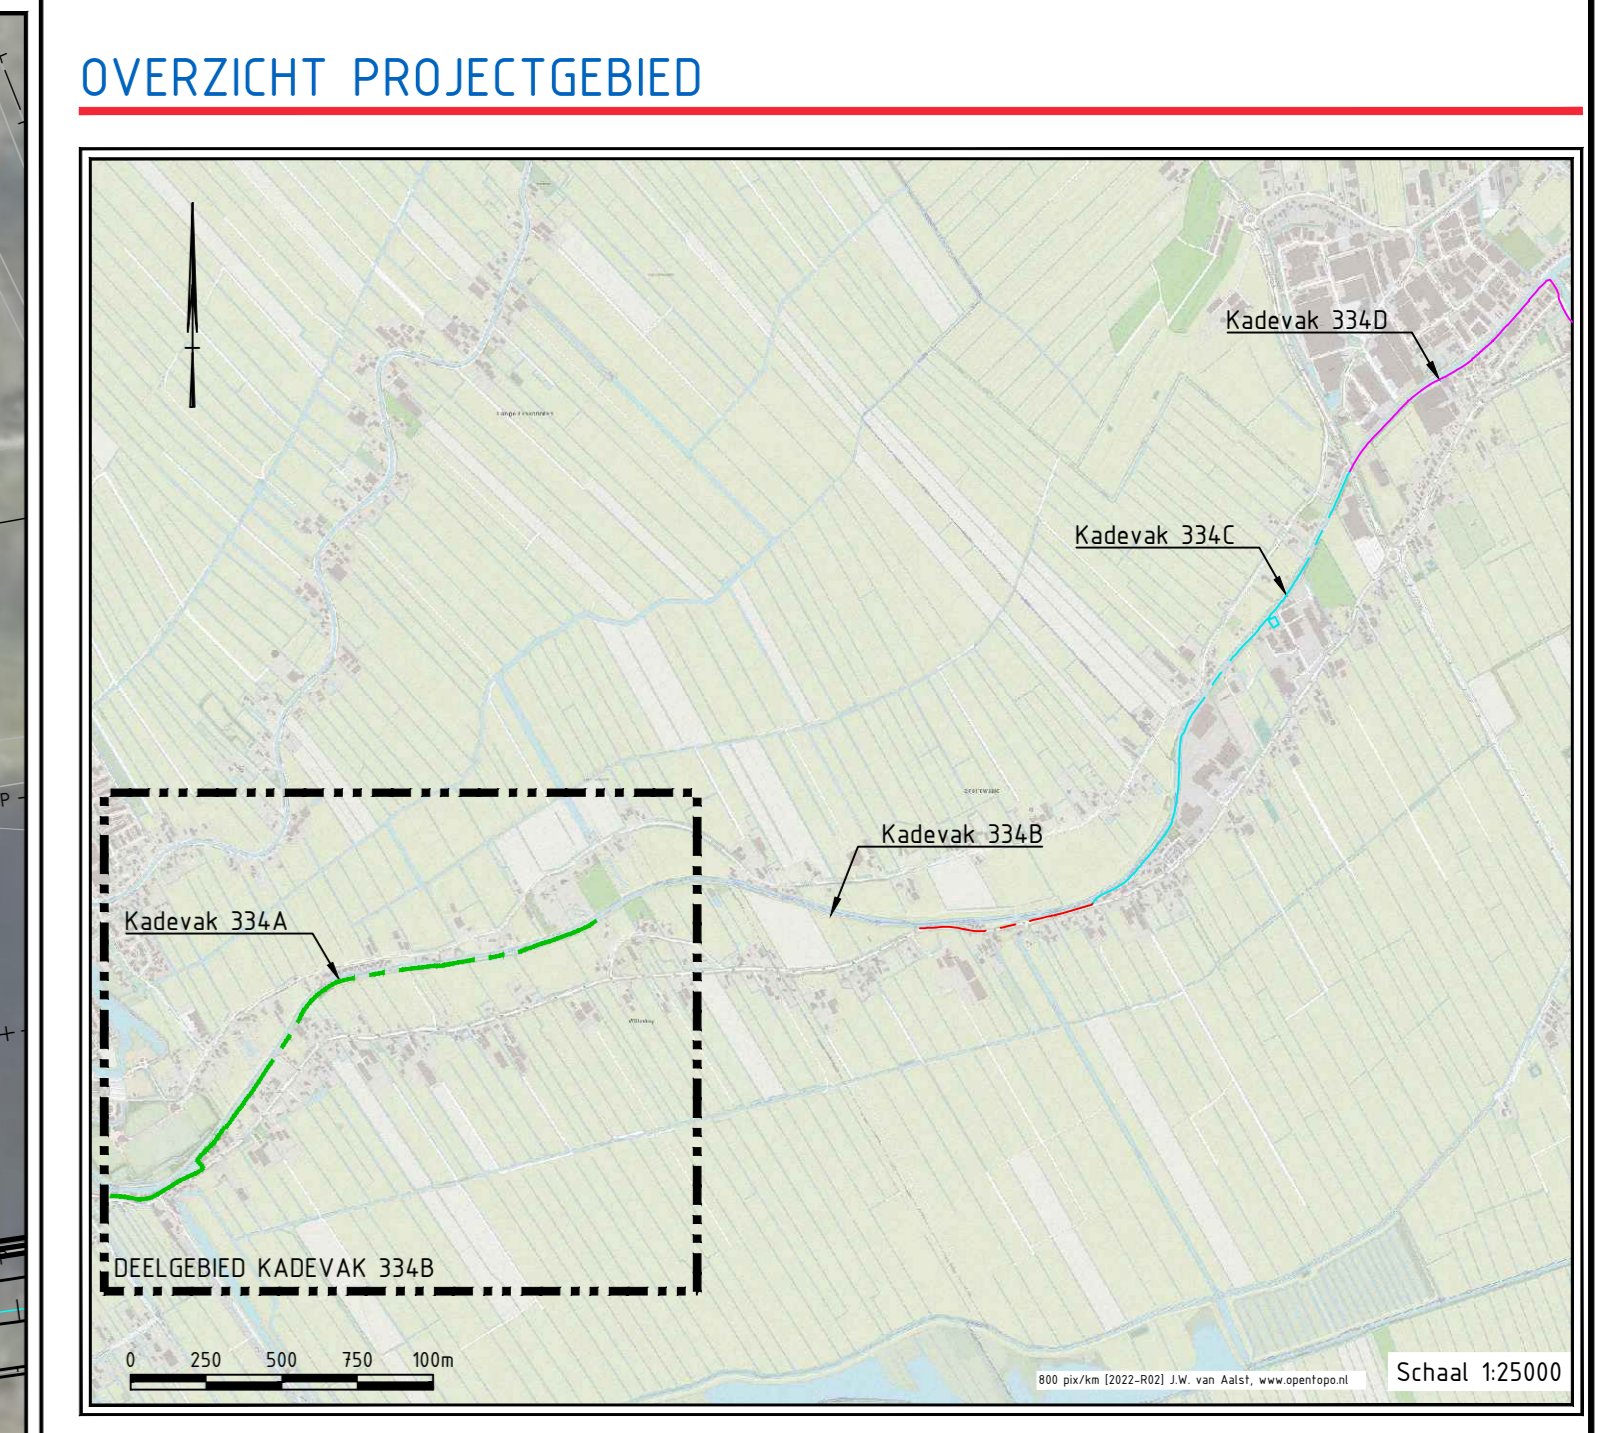 OVERZICHT PROJECTGEBIED
Kadevak 334D
Kadevak 334C
Kadevak 334B
Kadevak 334A
DEELGEBIED KADEVAK 334B
0 250 500 750 100m
800 pix/km [2022-R02] J.W. van Aalst, www.opentopo.nl
Schaal 1:25000
P